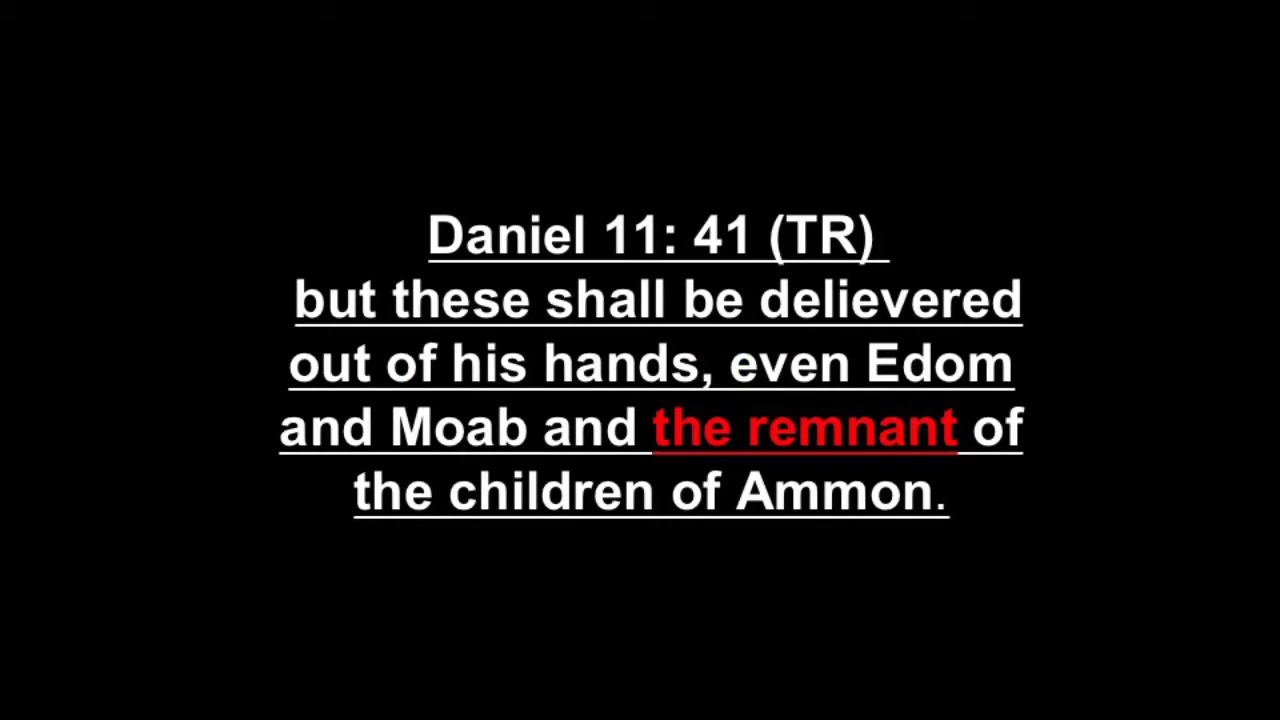 Daniel 11: 41 (TR)
but these shall be delievered
out of his hands, even Edom
and Moab and the remnant of
the children of Ammon.